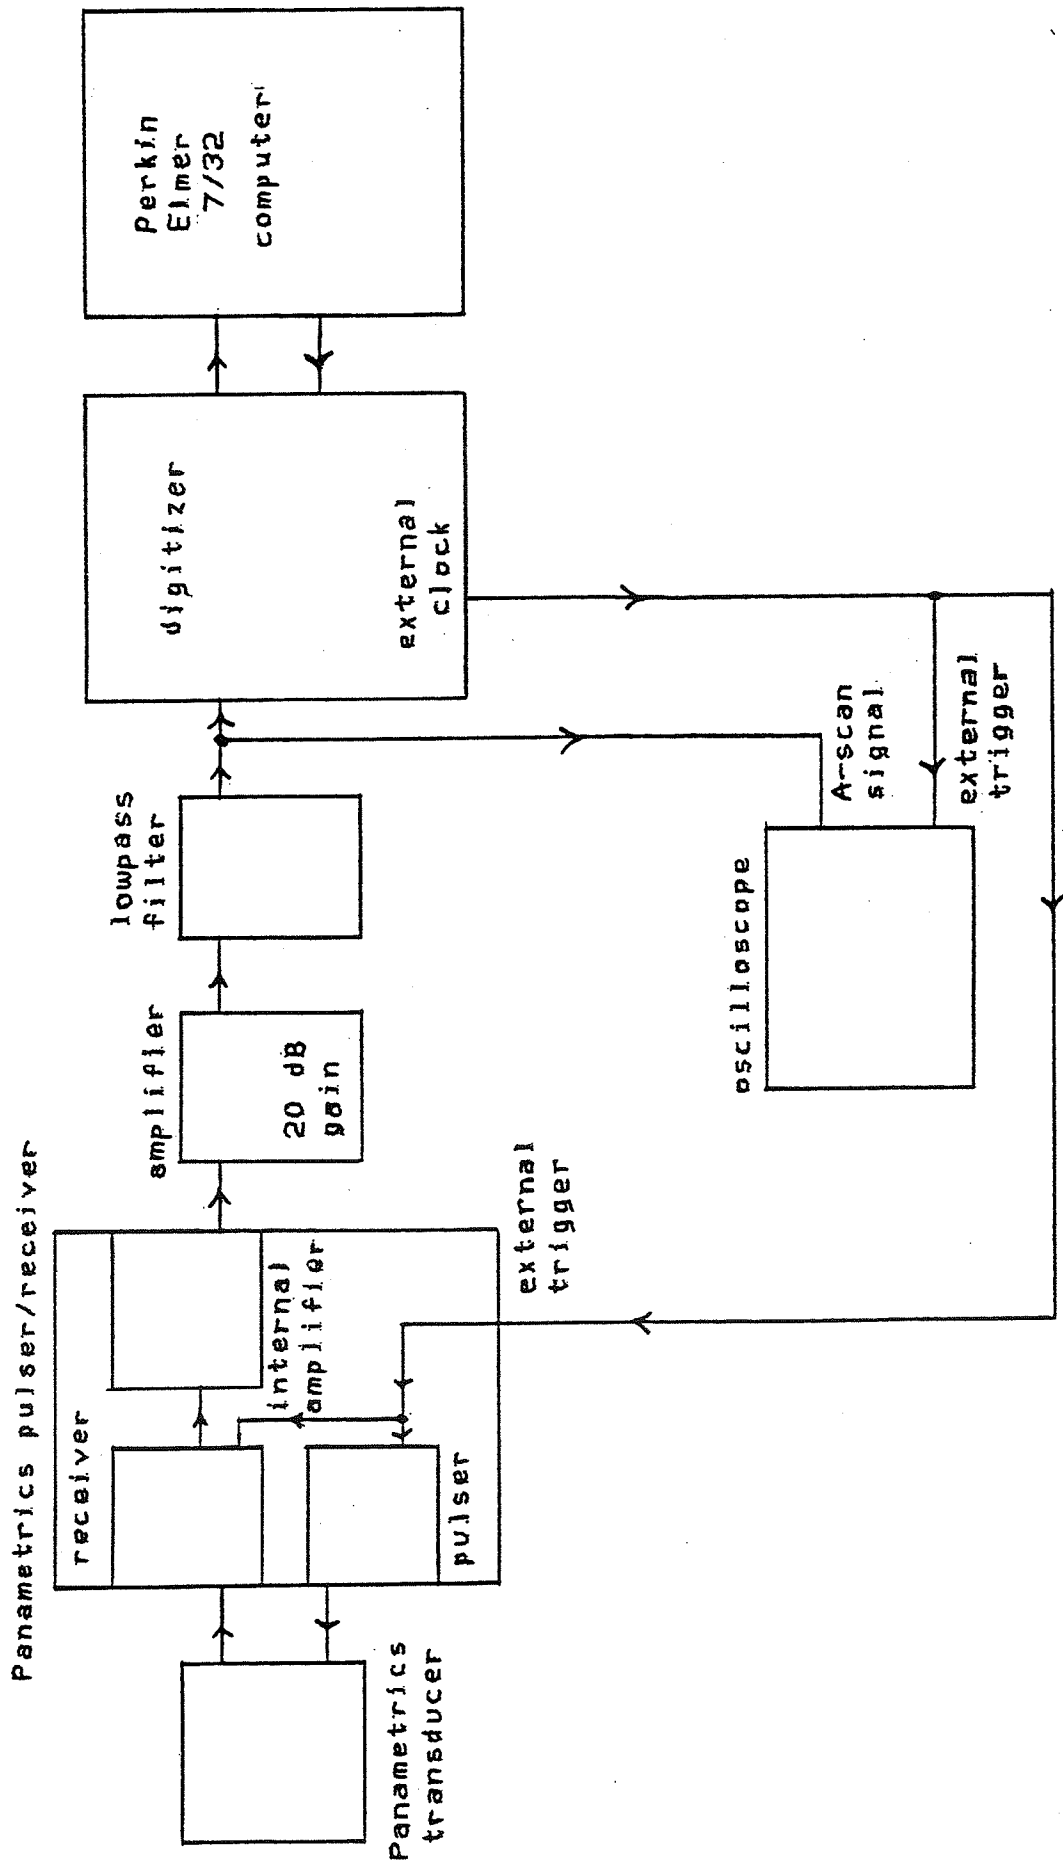 Panametrics pulser/receiver
receiver
internal
amplifier
pulser
Panametrics
transducer
external
trigger
amplifier
20 dB
gain
lowpass
filter
digitizer
external
clock
Perkin
Elmer
7/32
computer
oscilloscope
A-scan
signal
external
trigger